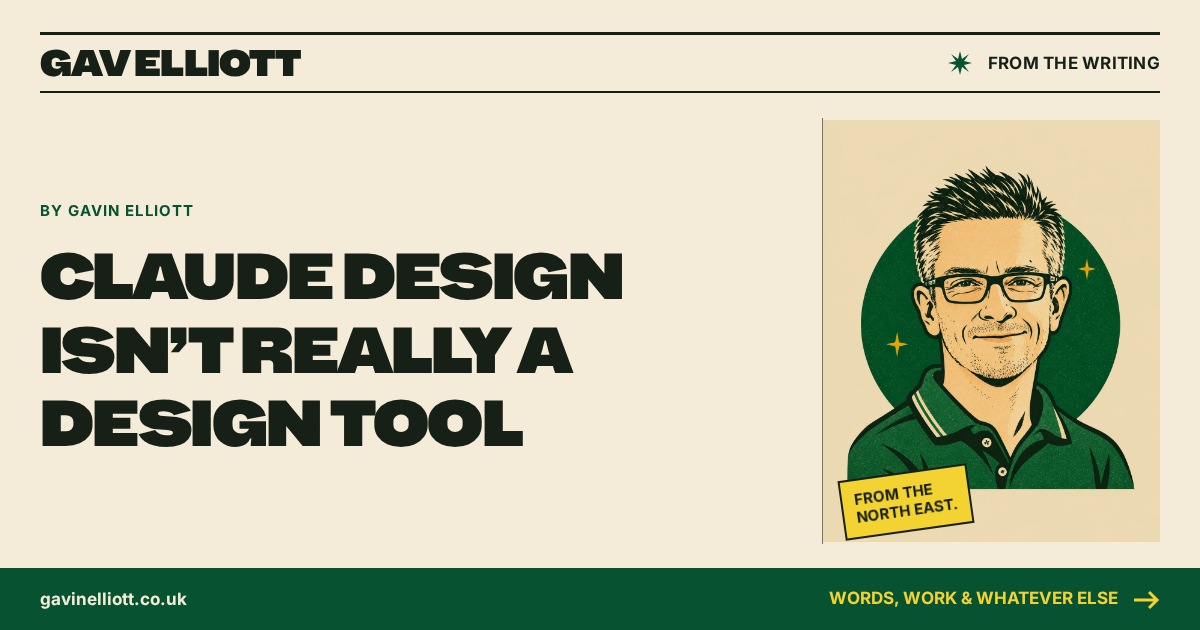 GAV ELLIOTT
FROM THE WRITING
BY GAVIN ELLIOTT
CLAUDE DESIGN
ISN’T REALLY A
DESIGN TOOL
FROM THE
NORTH EAST.
gavinelliott.co.uk
WORDS, WORK & WHATEVER ELSE